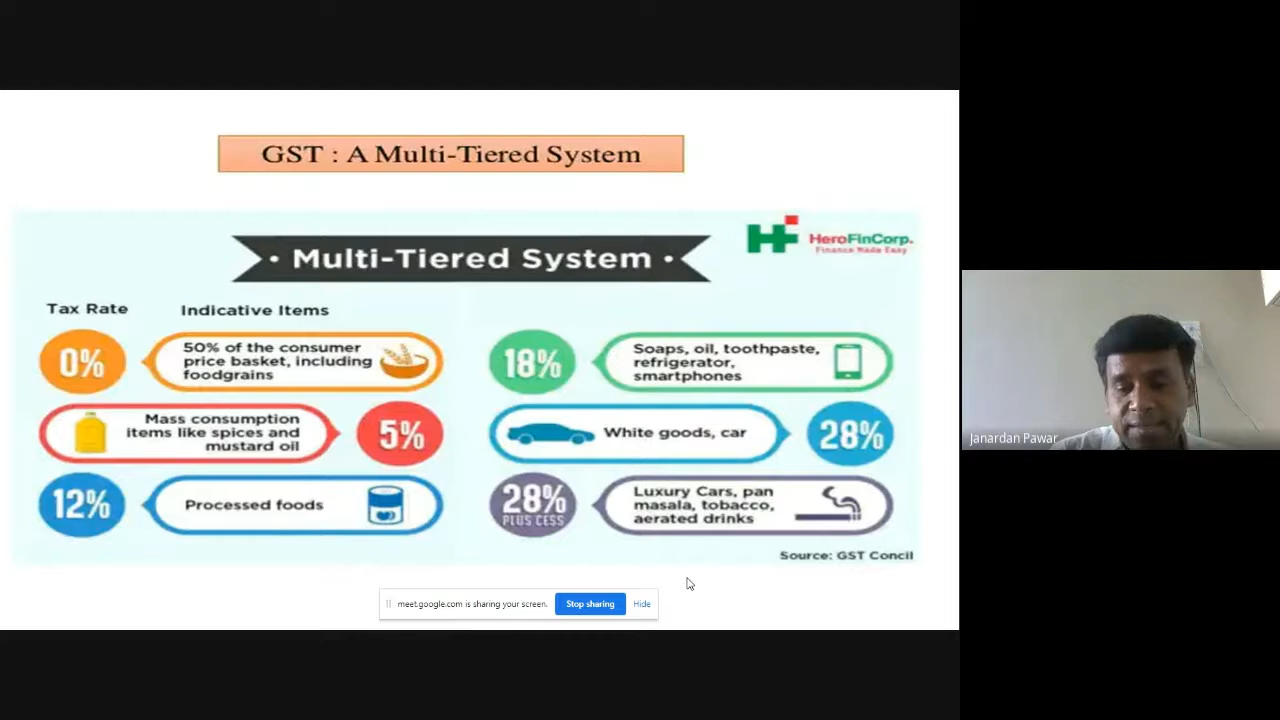 GST : A Multi-Tiered System
• Multi-Tiered System •
HeroFinCorp.
Finance Made Easy
Tax Rate
Indicative Items
0%
50% of the consumer
price basket, including
foodgrains
Mass consumption
items like spices and
mustard oil
5%
12%
Processed foods
18%
Soaps, oil, toothpaste,
refrigerator,
smartphones
White goods, car
28%
28%
PLUS CESS
Luxury Cars, pan
masala, tobacco,
aerated drinks
Source: GST Concil
meet.google.com is sharing your screen.
Stop sharing
Hide
Janardan Pawar